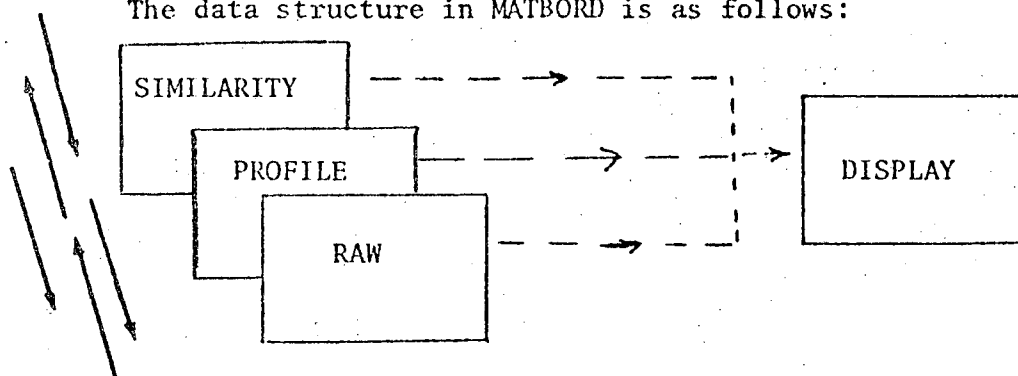 The data structure in MATBORD is as follows:
SIMILARITY
PROFILE
RAW
DISPLAY